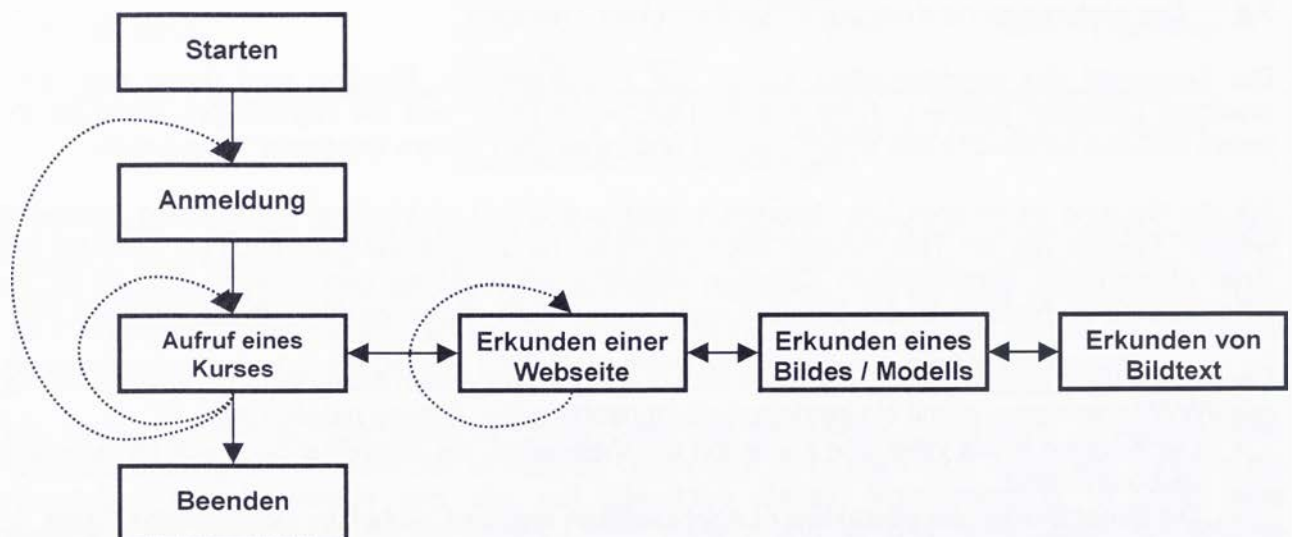 Starten
Anmeldung
Aufruf eines
Kurses
Erkunden einer
Webseite
Erkunden eines
Bildes / Modells
Erkunden von
Bildtext
Beenden